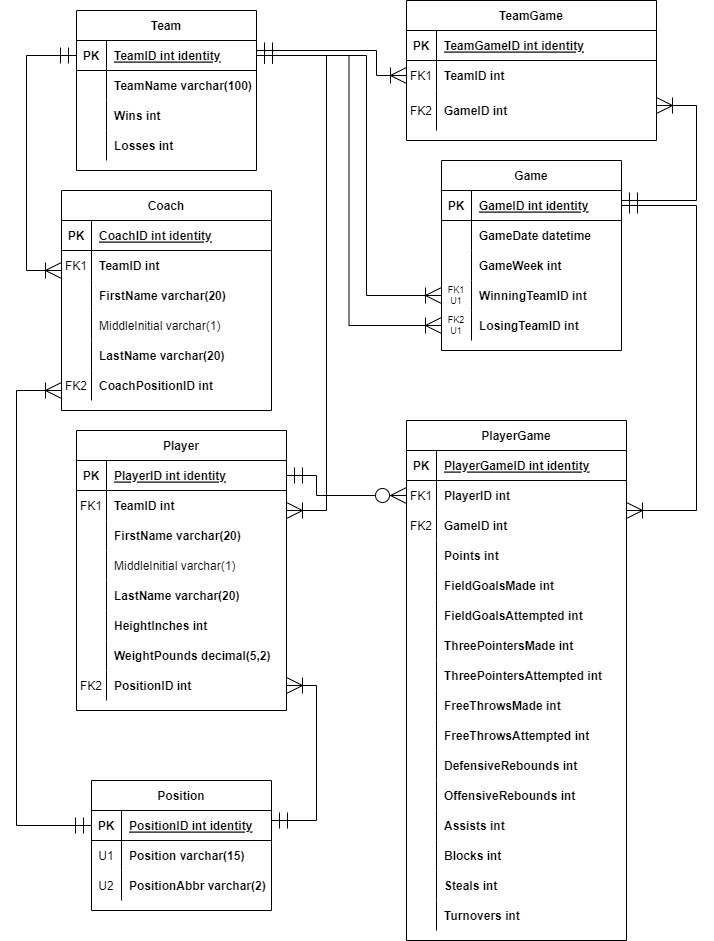 Team
PK TeamID int identity
TeamName varchar(100)
Wins int
Losses int
TeamGame
PK TeamGameID int identity
FK1 TeamID int
FK2 GameID int
Coach
PK CoachID int identity
FK1 TeamID int
FirstName varchar(20)
MiddleInitial varchar(1)
LastName varchar(20)
FK2 CoachPositionID int
Game
PK GameID int identity
GameDate datetime
GameWeek int
FK1 U1 WinningTeamID int
FK2 U1 LosingTeamID int
Player
PK PlayerID int identity
FK1 TeamID int
FirstName varchar(20)
MiddleInitial varchar(1)
LastName varchar(20)
HeightInches int
WeightPounds decimal(5,2)
FK2 PositionID int
PlayerGame
PK PlayerGameID int identity
FK1 PlayerID int
FK2 GameID int
Points int
FieldGoalsMade int
FieldGoalsAttempted int
ThreePointersMade int
ThreePointersAttempted int
FreeThrowsMade int
FreeThrowsAttempted int
DefensiveRebounds int
OffensiveRebounds int
Assists int
Blocks int
Steals int
Turnovers int
Position
PK PositionID int identity
U1 Position varchar(15)
U2 PositionAbbr varchar(2)